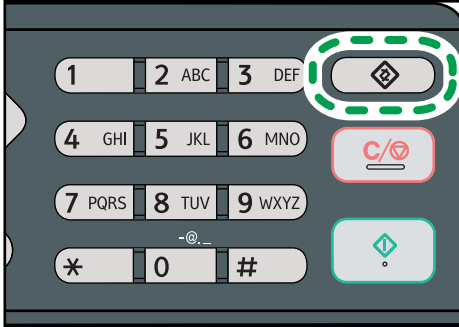 1 2 ABC 3 DEF
4 GHI 5 JKL 6 MNO
C/
7 PQRS 8 TUV 9 WXYZ
-@._
* 0 #